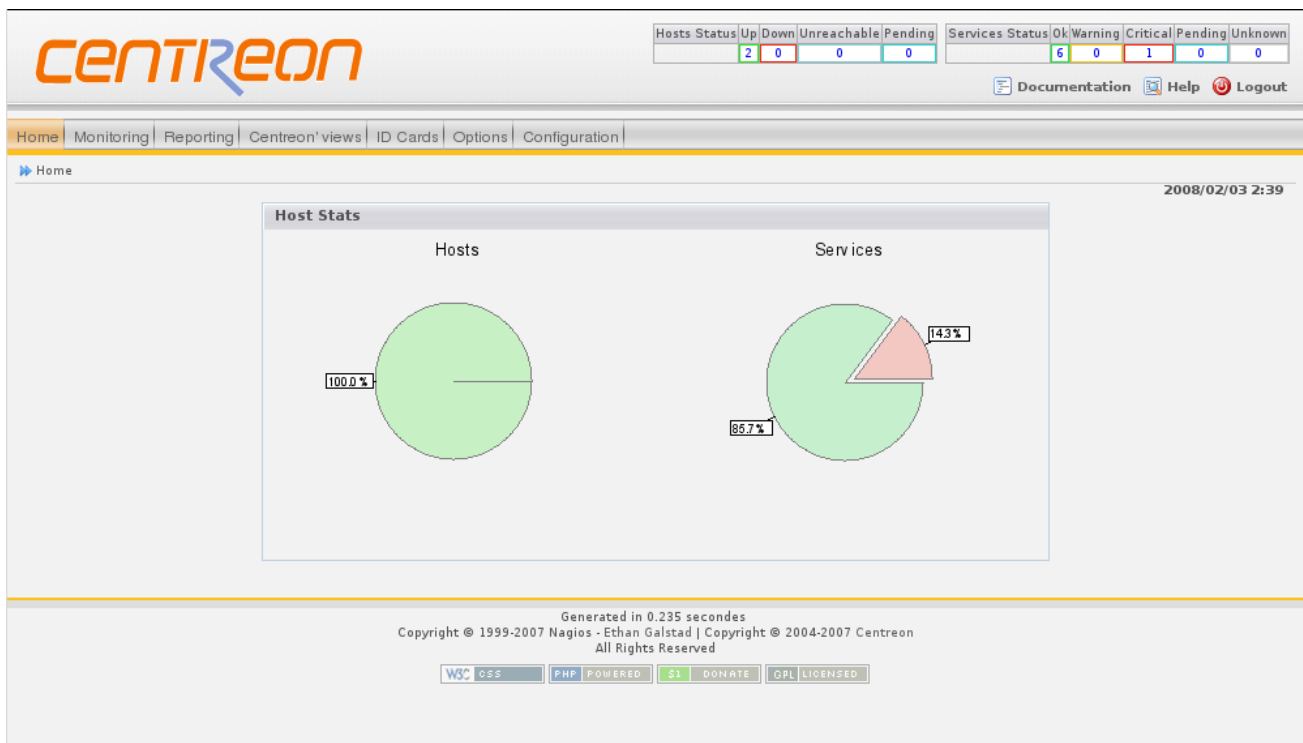 CENTREON
Hosts Status Up Down Unreachable Pending
2 0 0 0
Services Status Ok Warning Critical Pending Unknown
6 0 1 0 0
Documentation Help Logout
Home Monitoring Reporting Centreon' views ID Cards Options Configuration
Home
2008/02/03 2:39
Host Stats
Hosts
100.0 %
Services
14.3 %
85.7 %
Generated in 0.235 secondes
Copyright © 1999-2007 Nagios - Ethan Galstad | Copyright © 2004-2007 Centreon
All Rights Reserved
W3C CSS PHP POWERED $1 DONATE GPL LICENSED